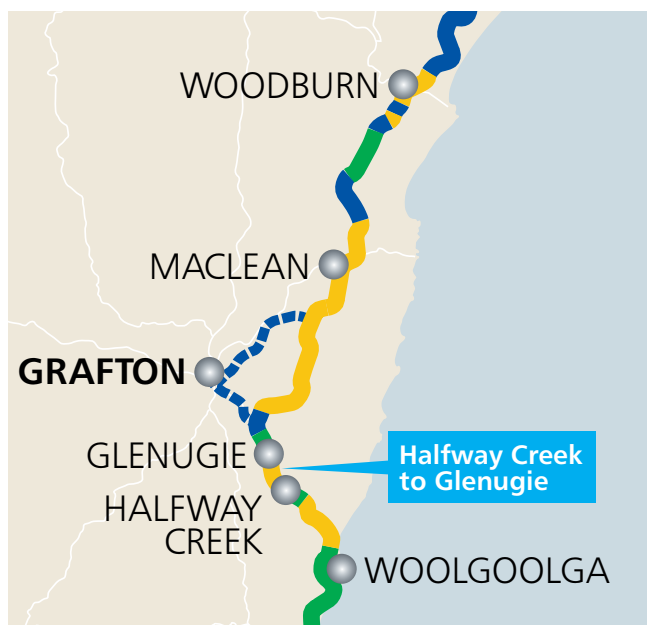 WOODBURN
MACLEAN
GRAFTON
GLENUGIE
Halfway Creek
to Glenugie
HALFWAY
CREEK
WOOLGOOLGA